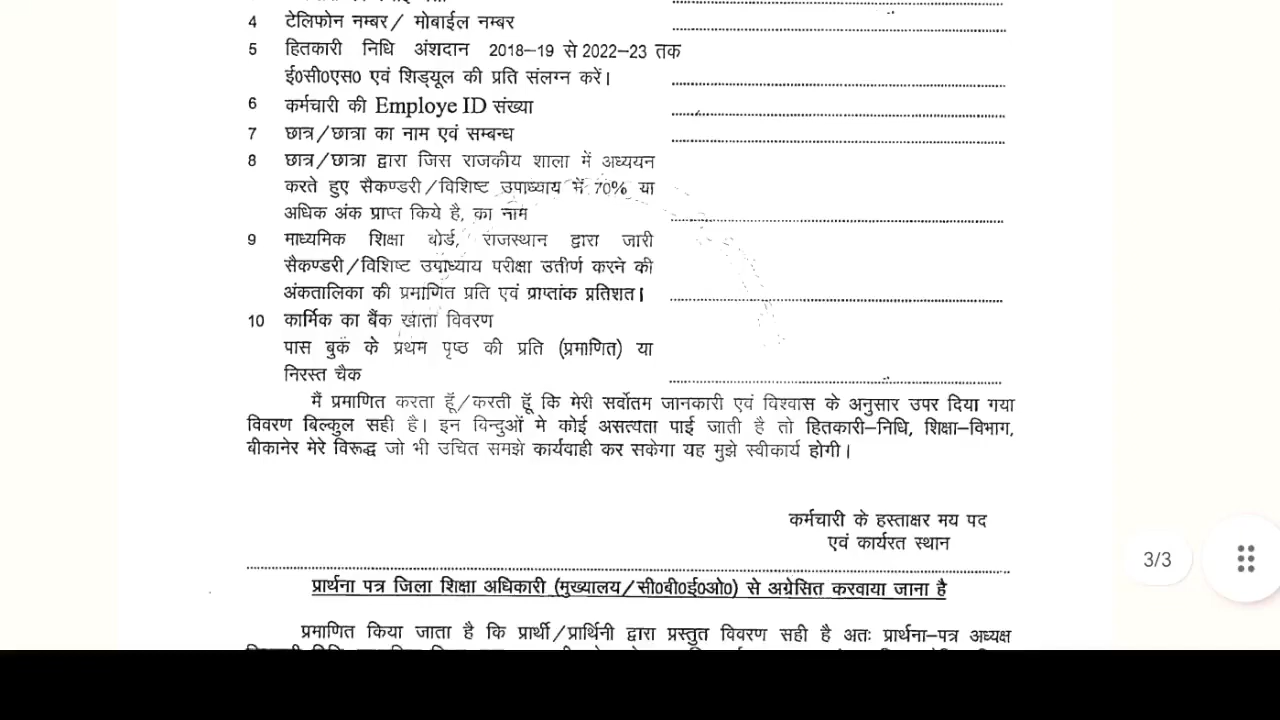 4 टेलिफोन नम्बर/ मोबाईल नम्बर
5 हितकारी निधि अंशदान 2018–19 से 2022–23 तक
ई0सी0एस0 एवं शिड्यूल की प्रति संलग्न करें।
6 कर्मचारी की Employe ID संख्या
7 छात्र/छात्रा का नाम एवं सम्बन्ध
8 छात्र/छात्रा द्वारा जिस राजकीय शाला में अध्ययन
करते हुए सैकण्डरी/विशिष्ट उपाध्याय में 70% या
अधिक अंक प्राप्त किये है, का नाम
9 माध्यमिक शिक्षा बोर्ड, राजस्थान द्वारा जारी
सैकण्डरी/विशिष्ट उपाध्याय परीक्षा उतीर्ण करने की
अंकतालिका की प्रमाणित प्रति एवं प्राप्तांक प्रतिशत।
10 कार्मिक का बैंक खाता विवरण
पास बुक के प्रथम पृष्ठ की प्रति (प्रमाणित) या
निरस्त चैक
मैं प्रमाणित करता हूँ/करती हूँ कि मेरी सर्वोतम जानकारी एवं विश्वास के अनुसार उपर दिया गया
विवरण बिल्कुल सही है। इन बिन्दुओं मे कोई असत्यता पाई जाती है तो हितकारी–निधि, शिक्षा–विभाग,
बीकानेर मेरे विरूद्ध जो भी उचित समझे कार्यवाही कर सकेगा यह मुझे स्वीकार्य होगी।
कर्मचारी के हस्ताक्षर मय पद
एवं कार्यरत स्थान
3/3
प्रार्थना पत्र जिला शिक्षा अधिकारी (मुख्यालय/सी0बी0ई0ओ0) से अग्रेसित करवाया जाना है
प्रमाणित किया जाता है कि प्रार्थी/प्रार्थिनी द्वारा प्रस्तुत विवरण सही है अतः प्रार्थना–पत्र अध्यक्ष